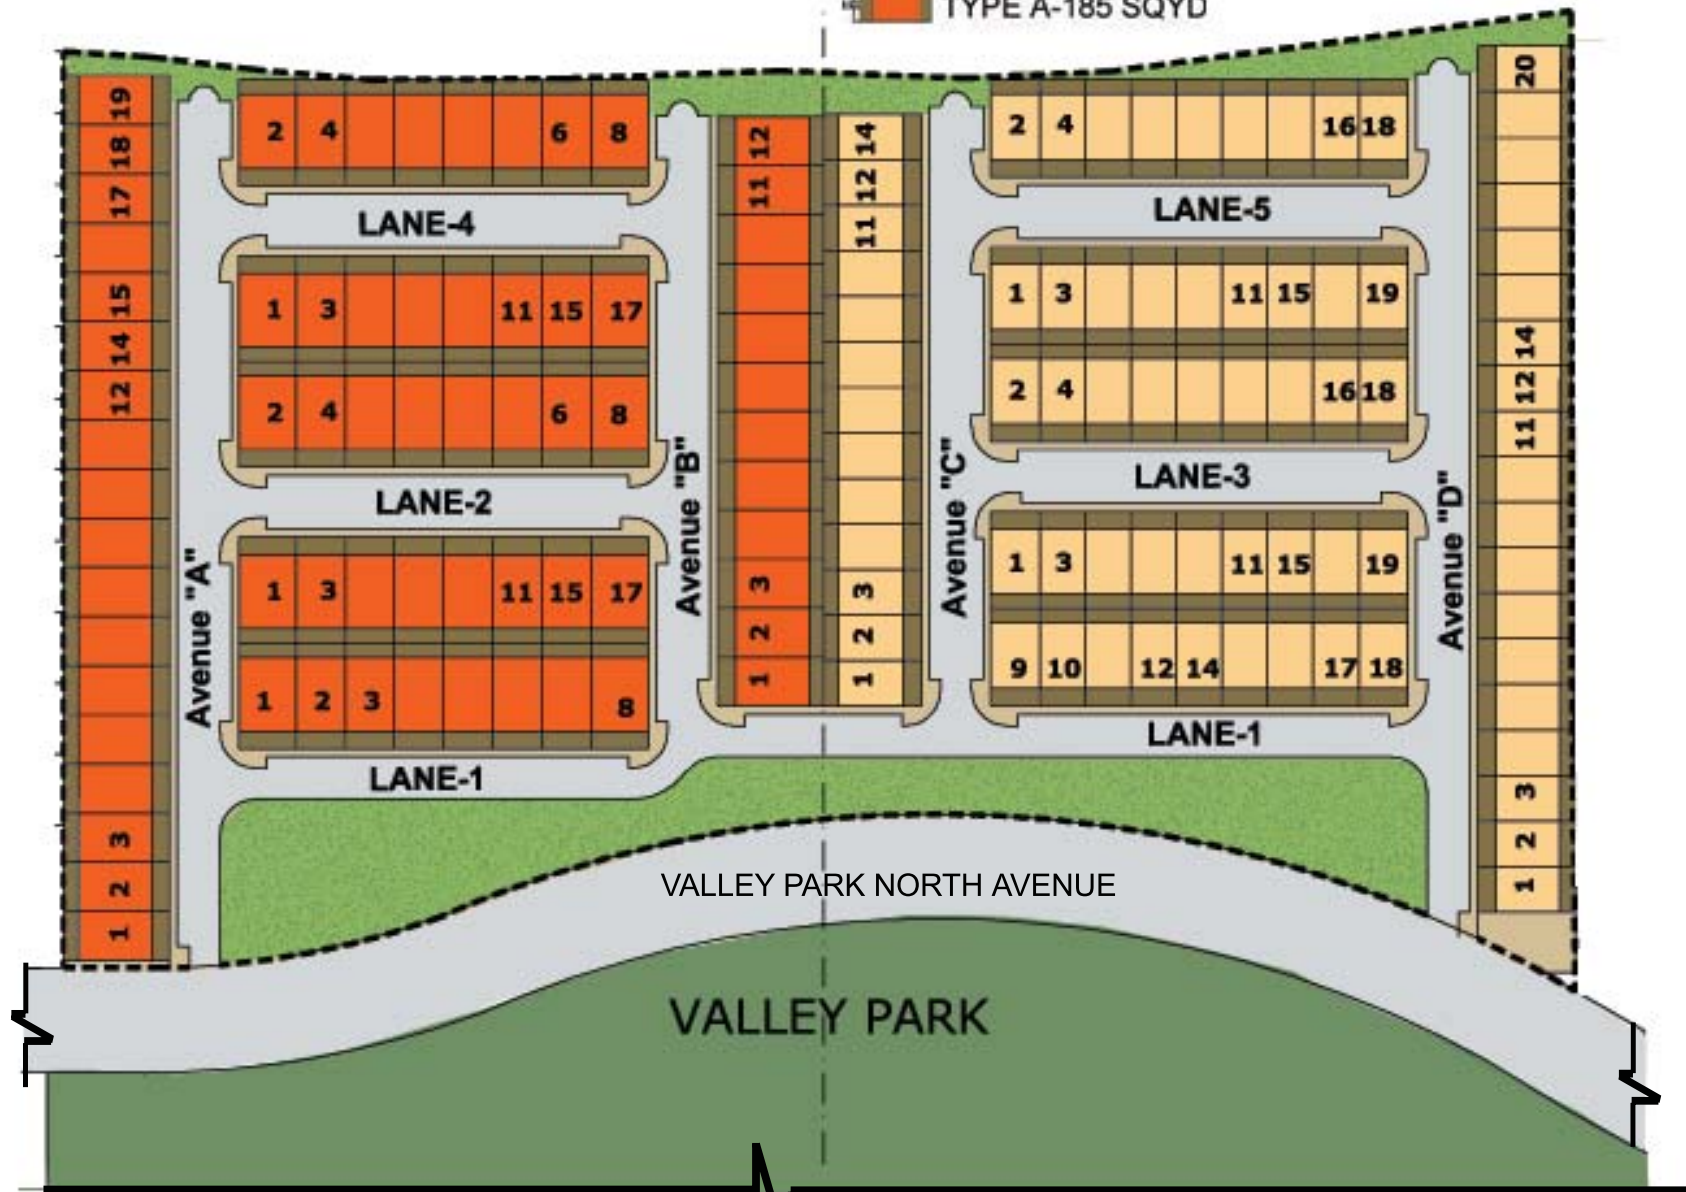 TYPE A-185 SQYD
19
18
17
15
14
12
3
2
1
2 4 6 8
LANE-4
1 3 11 15 17
2 4 6 8
LANE-2
1 3 11 15 17
1 2 3 8
LANE-1
Avenue "A"
Avenue "B"
12
11
3
2
1
14
12
11
3
2
1
Avenue "C"
2 4 16 18
LANE-5
1 3 11 15 19
2 4 16 18
LANE-3
1 3 11 15 19
9 10 12 14 17 18
LANE-1
Avenue "D"
20
14
12
11
3
2
1
VALLEY PARK NORTH AVENUE
VALLEY PARK